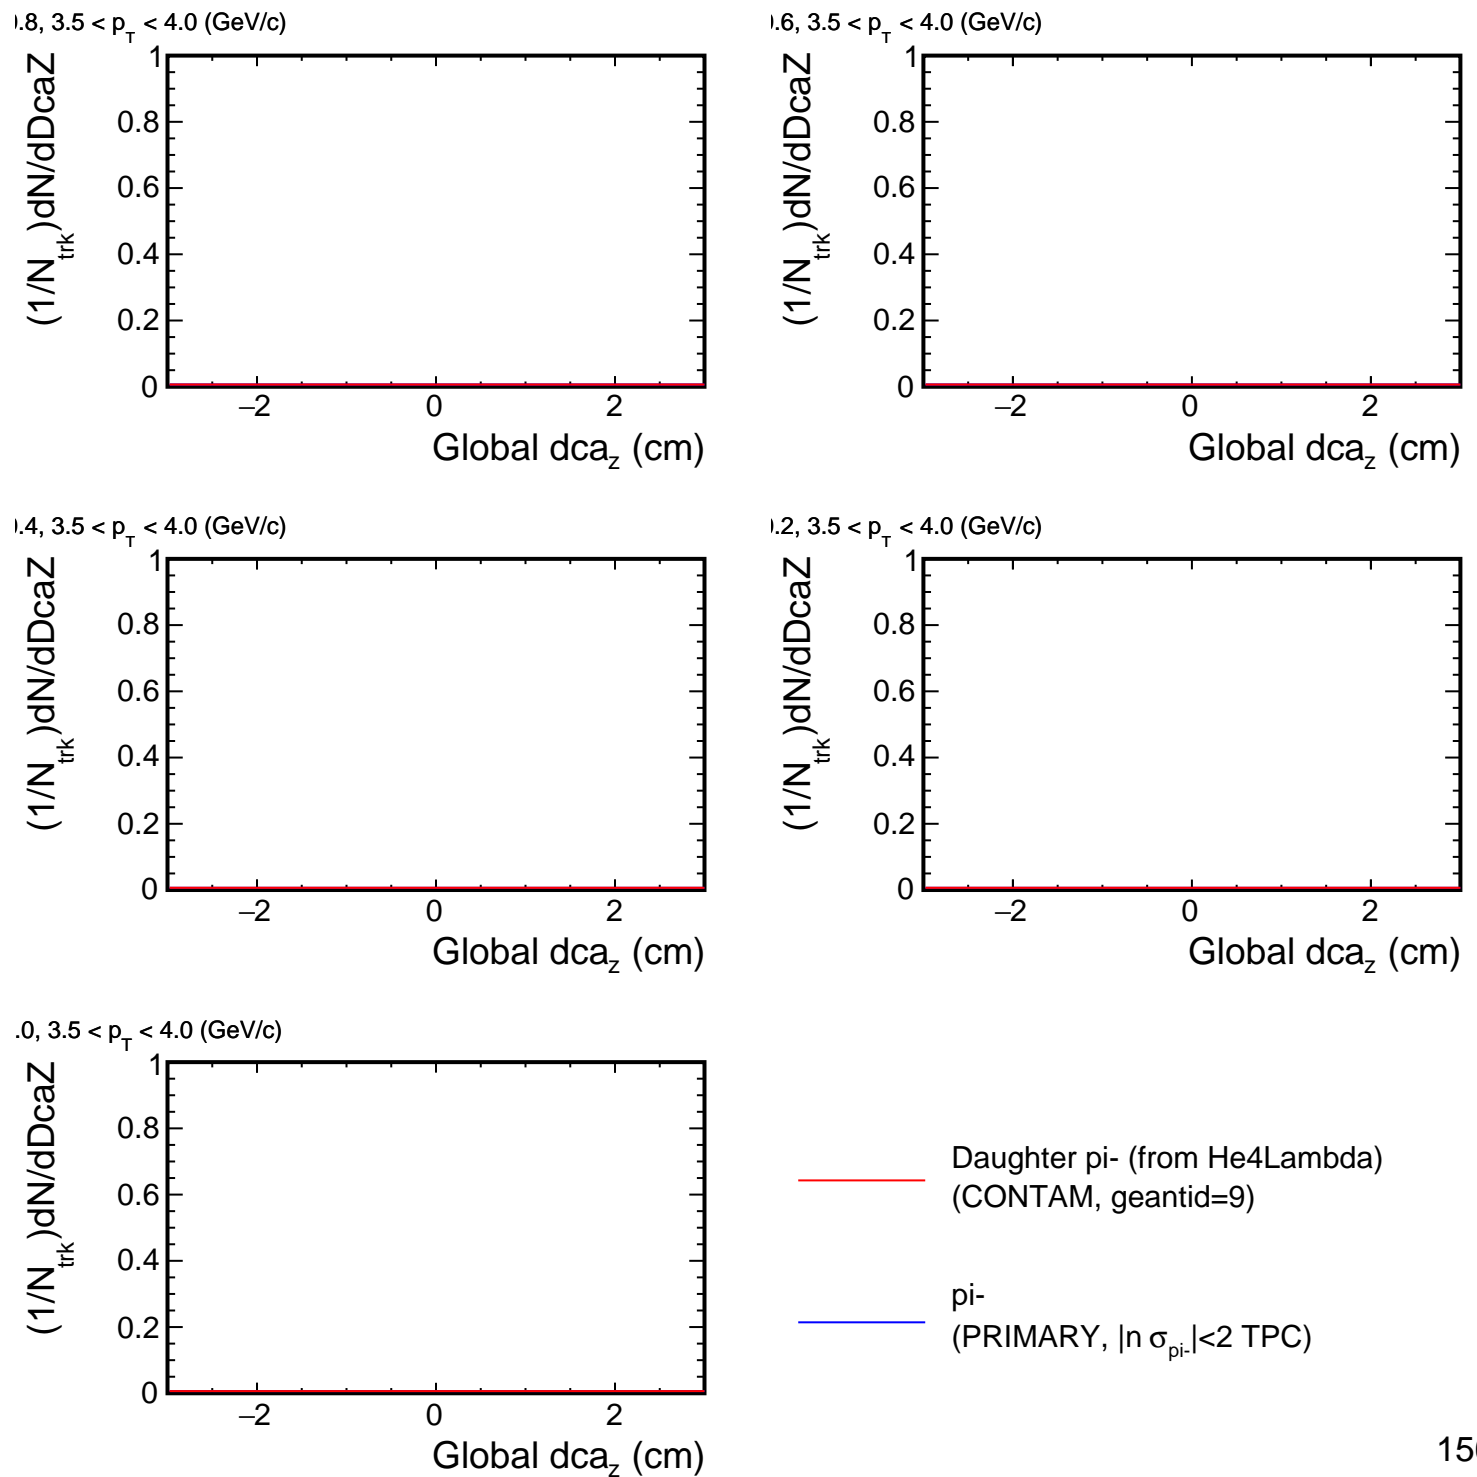 ).8, 3.5 < p_T < 4.0 (GeV/c)
(1/N_trk)dN/dDcaZ
1
0.8
0.6
0.4
0.2
0
−2 0 2
Global dca_z (cm)
).6, 3.5 < p_T < 4.0 (GeV/c)
(1/N_trk)dN/dDcaZ
1
0.8
0.6
0.4
0.2
0
−2 0 2
Global dca_z (cm)
).4, 3.5 < p_T < 4.0 (GeV/c)
(1/N_trk)dN/dDcaZ
1
0.8
0.6
0.4
0.2
0
−2 0 2
Global dca_z (cm)
).2, 3.5 < p_T < 4.0 (GeV/c)
(1/N_trk)dN/dDcaZ
1
0.8
0.6
0.4
0.2
0
−2 0 2
Global dca_z (cm)
.0, 3.5 < p_T < 4.0 (GeV/c)
(1/N_trk)dN/dDcaZ
1
0.8
0.6
0.4
0.2
0
−2 0 2
Global dca_z (cm)
Daughter pi- (from He4Lambda)
(CONTAM, geantid=9)
pi-
(PRIMARY, |n σ_pi-|<2 TPC)